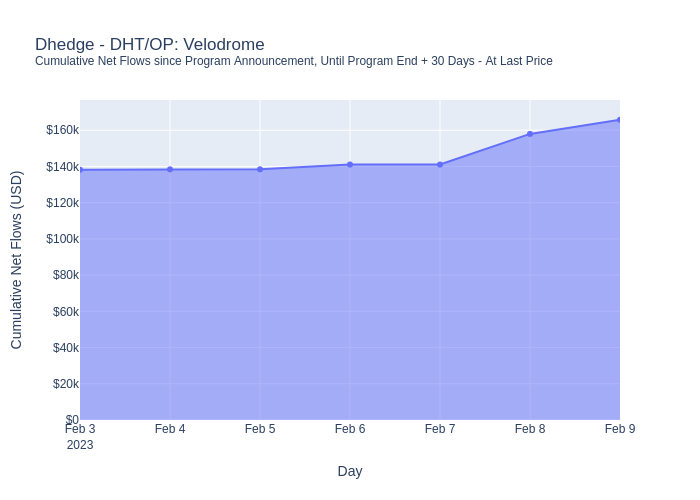 Dhedge - DHT/OP: Velodrome
Cumulative Net Flows since Program Announcement, Until Program End + 30 Days - At Last Price
Cumulative Net Flows (USD)
$160k
$140k
$120k
$100k
$80k
$60k
$40k
$20k
$0
Feb 3 Feb 4 Feb 5 Feb 6 Feb 7 Feb 8 Feb 9
2023
Day